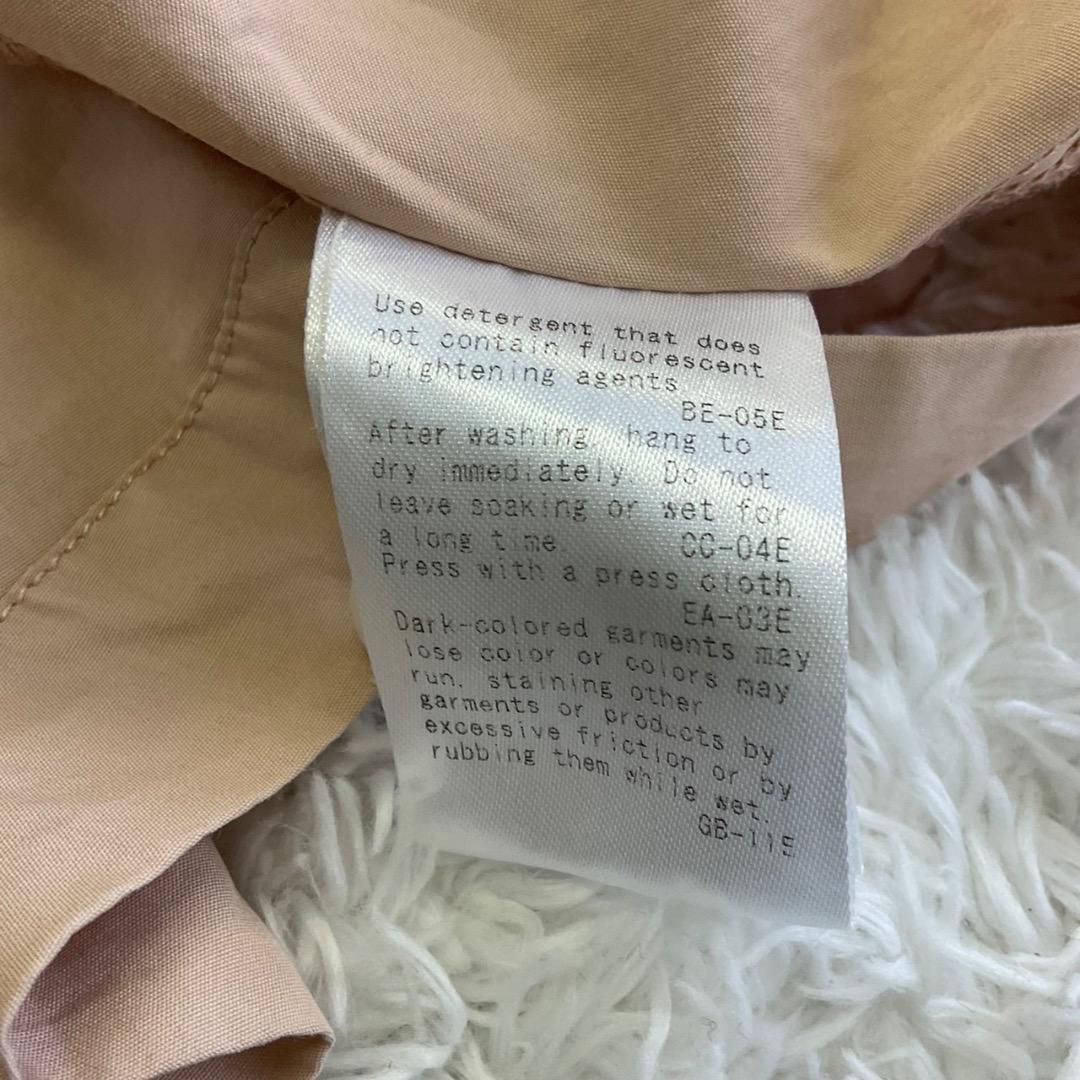 Use detergent that does
not contain fluorescent
brightening agents.
BE-05E
After washing, hang to
dry immediately. Do not
leave soaking or wet for
a long time. CC-04E
Press with a press cloth.
EA-03E
Dark-colored garments may
lose color or colors may
run, staining other
garments or products by
excessive friction or by
rubbing them while wet.